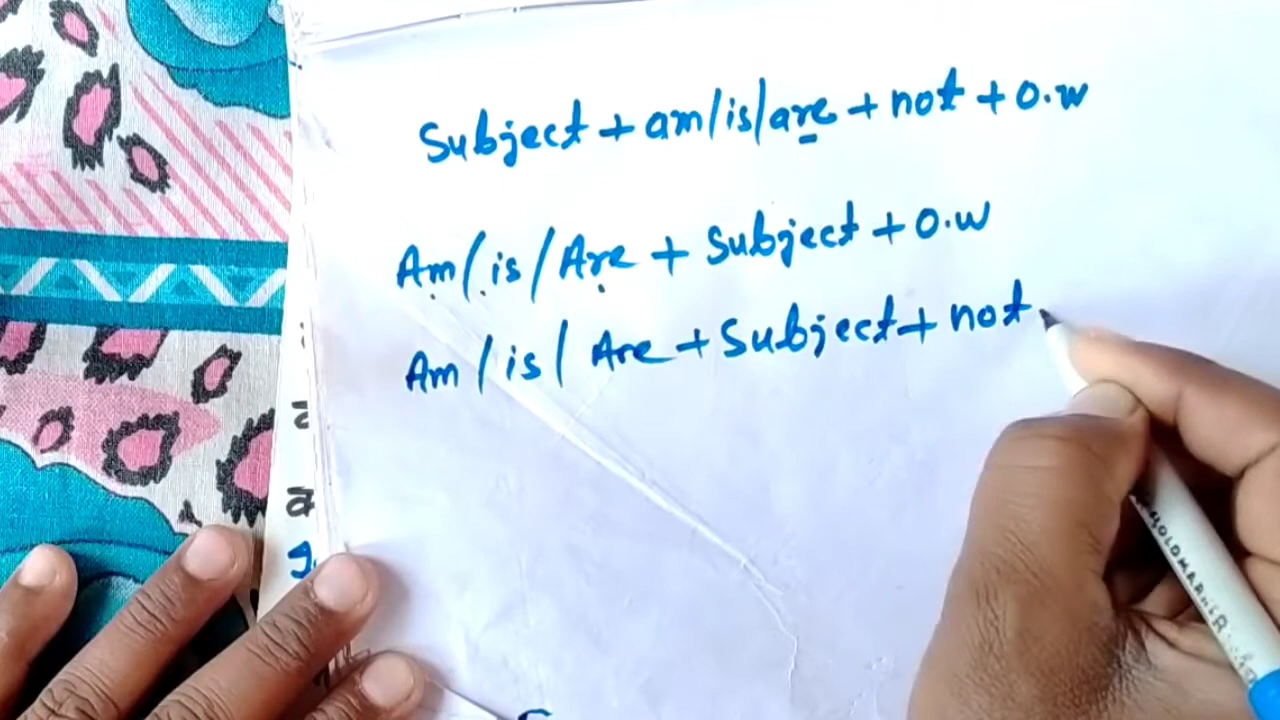 Subject + am/is/are + not + o.w
Am/is/Are + Subject + o.w
Am/is/Are + Subject + not